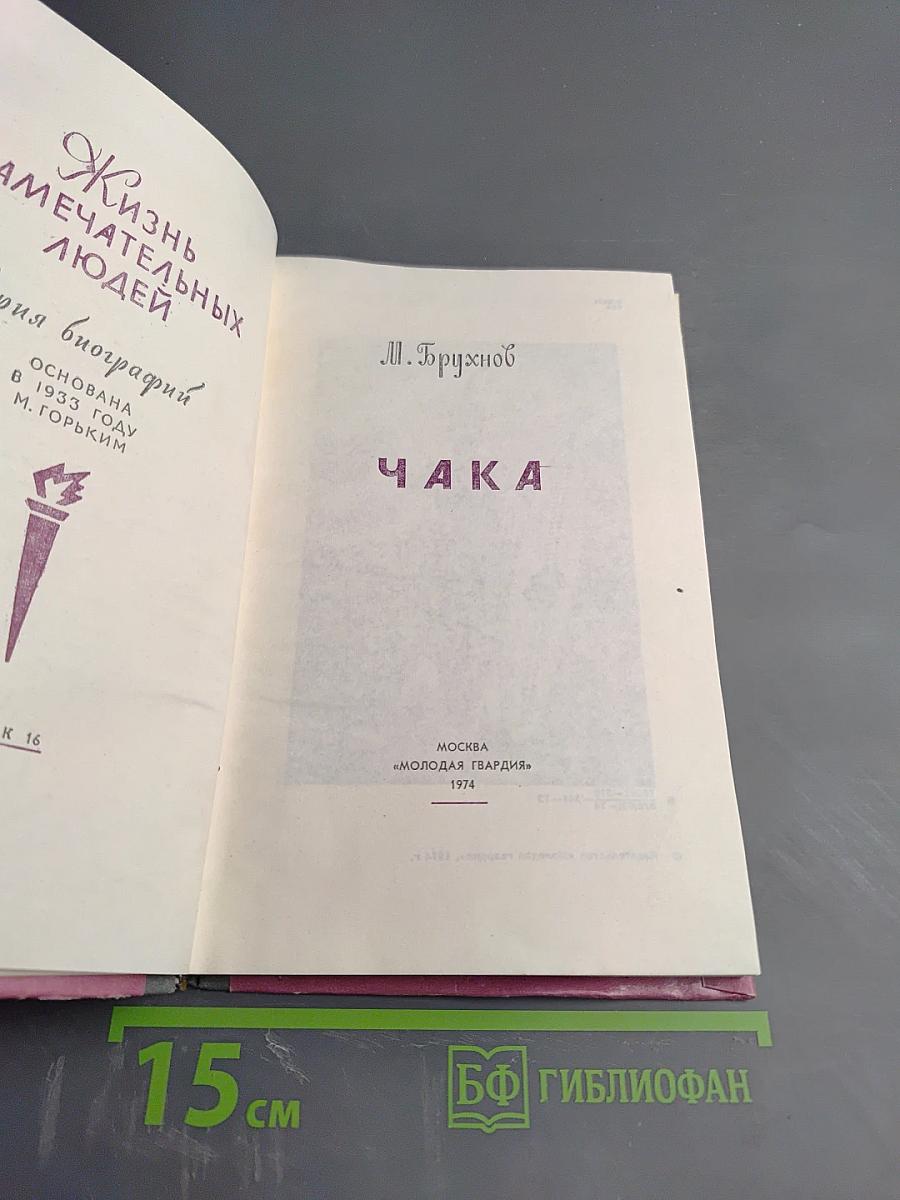 Жизнь
АМЕЧАТЕЛЬНЫХ
ЛЮДЕЙ
рия биографий
ОСНОВАНА
В 1933 ГОДУ
М. ГОРЬКИМ
К 16
М. Брухнов
ЧАКА
МОСКВА
«МОЛОДАЯ ГВАРДИЯ»
1974
15 см
БФ ГИБЛИОФАН